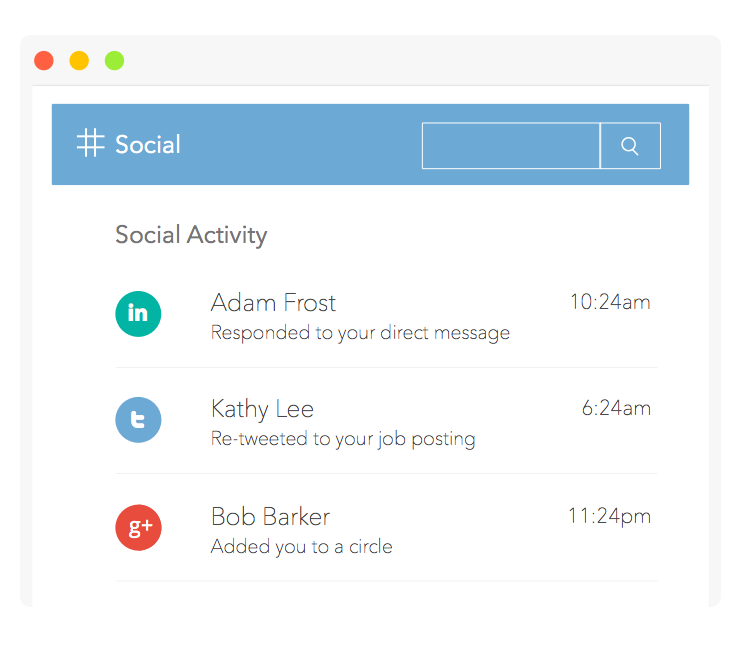 # Social
Social Activity
in
Adam Frost
10:24am
Responded to your direct message
t
Kathy Lee
6:24am
Re-tweeted to your job posting
g+
Bob Barker
11:24pm
Added you to a circle